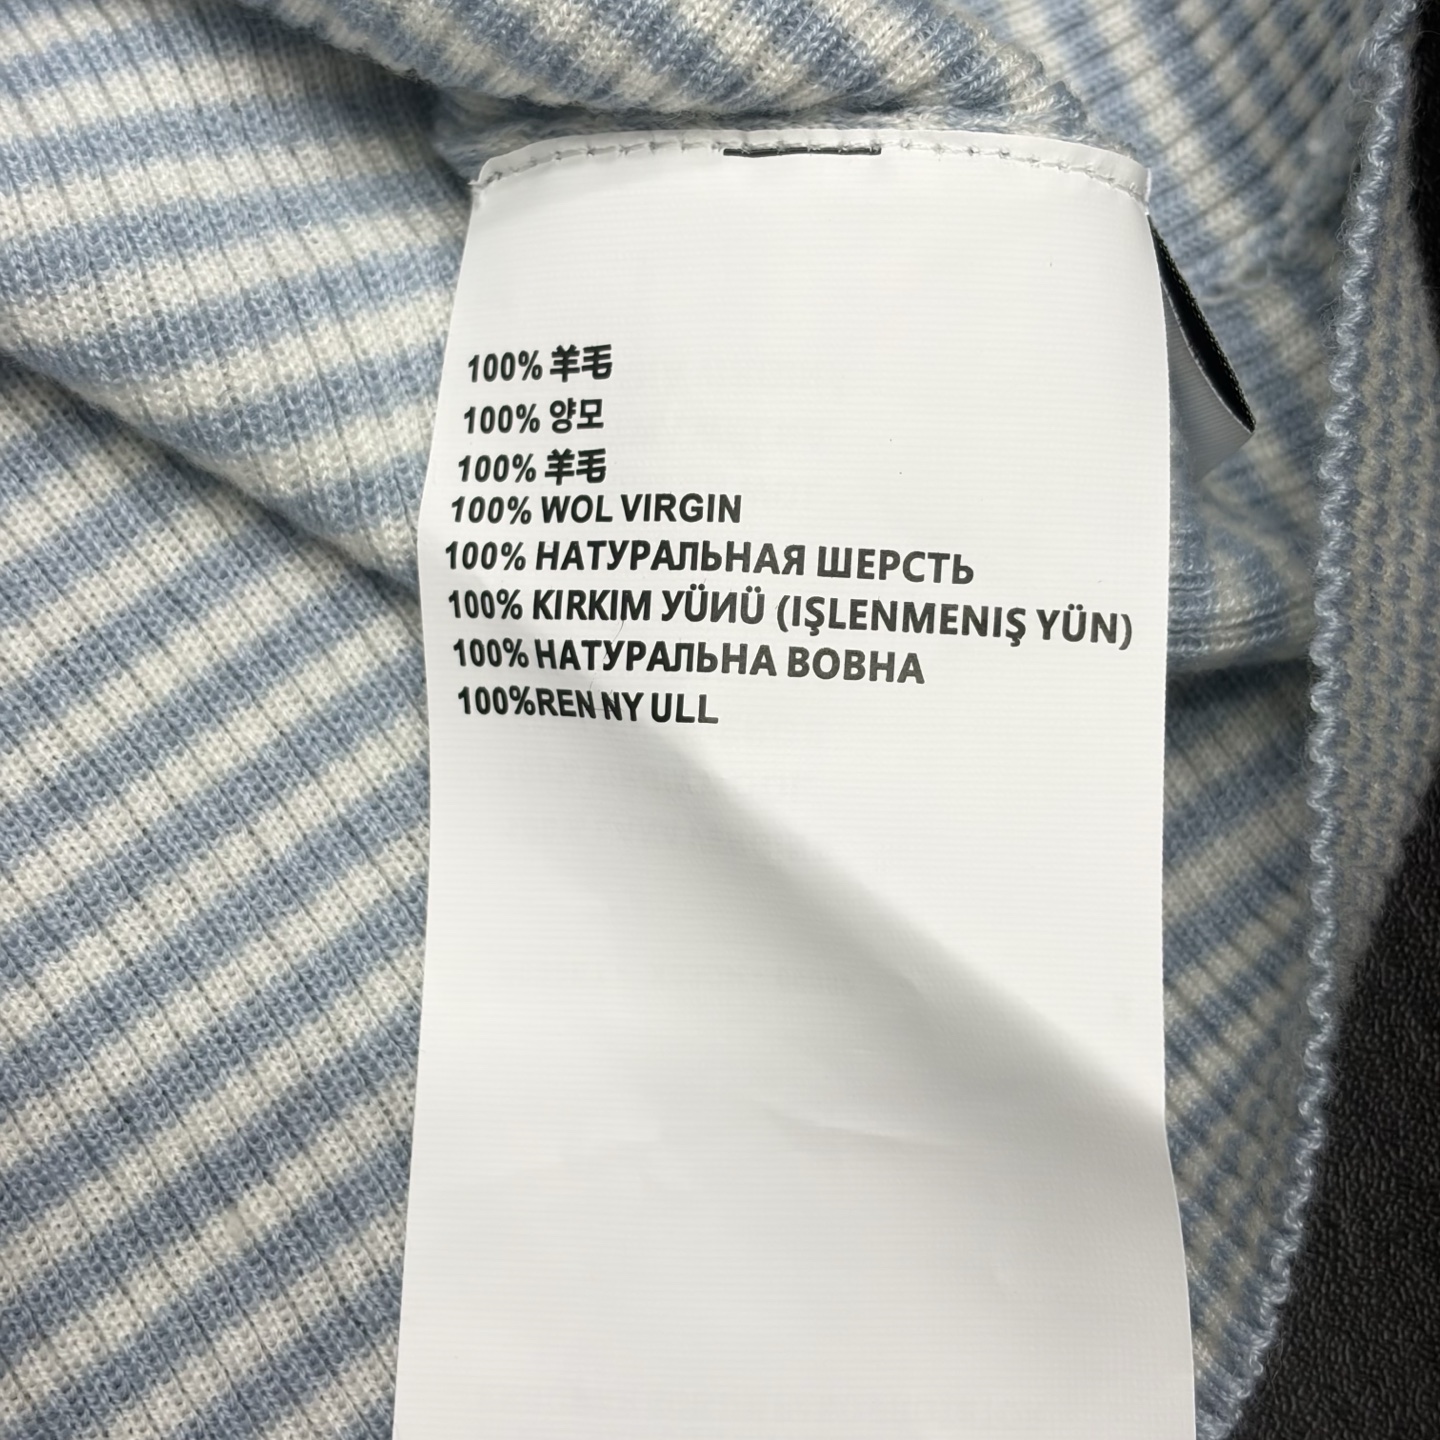 100% 羊毛
100% 양모
100% 羊毛
100% WOL VIRGIN
100% НАТУРАЛЬНАЯ ШЕРСТЬ
100% KIRKIM УÜИÜ (IŞLENMENIŞ YÜN)
100% НАТУРАЛЬНА ВОВНА
100%REN NY ULL